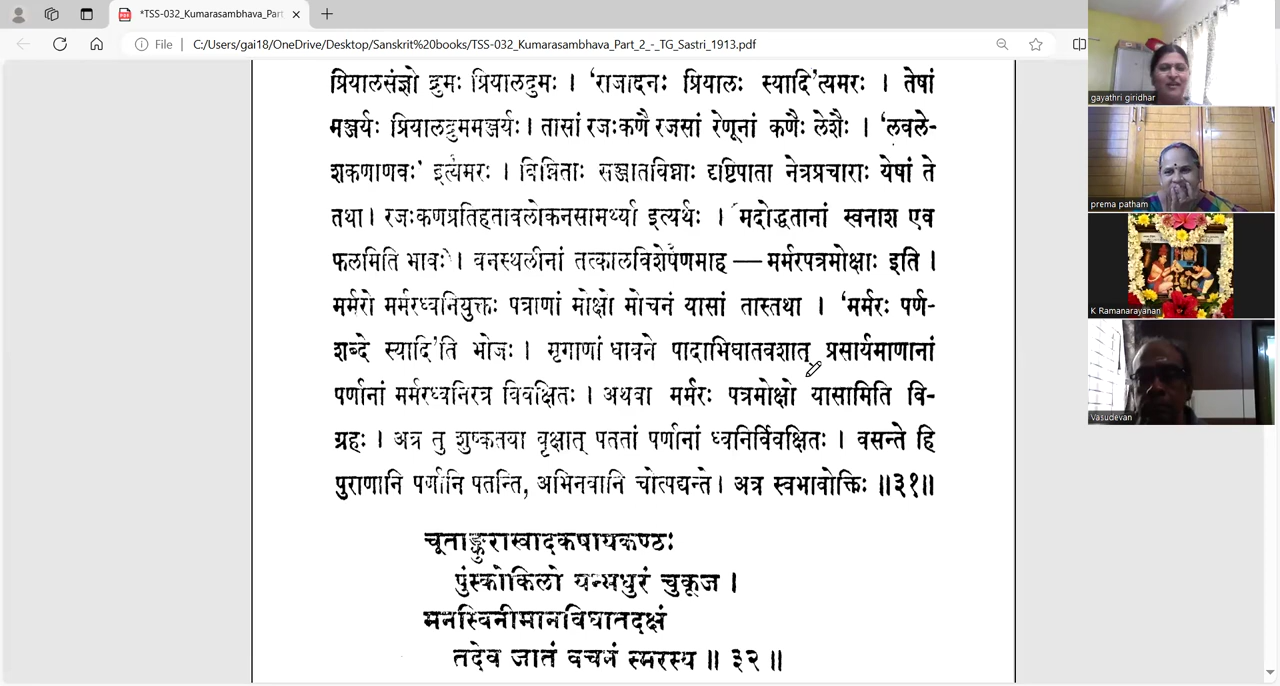 *TSS-032_Kumarasambhava_Part
File
C:/Users/gai18/OneDrive/Desktop/Sanskrit%20books/TSS-032_Kumarasambhava_Part_2_-_TG_Sastri_1913.pdf
प्रियालसंज्ञो द्रुमः प्रियालद्रुमः । ‘राजादनः प्रियालः स्यादि’त्यमरः । तेषां
मञ्जर्यः प्रियालद्रुममञ्जर्यः । तासां रजःकणै रजसां रेणूनां कणैः लेशैः । ‘लवले-
शकणाणवः’ इत्यमरः । विघ्निताः सञ्जातविघ्नाः दृष्टिपाता नेत्रप्रचाराः येषां ते
तथा । रजःकणप्रतिहतावलोकनसामर्थ्या इत्यर्थः । ‘मदोद्धतानां स्वनाश एव
फलमिति भावः’ । वनस्थलीनां तत्कालविशेषणमाह — मर्मरपत्रमोक्षाः इति ।
मर्मरो मर्मरध्वनियुक्तः पत्राणां मोक्षो मोचनं यासां तास्तथा । ‘मर्मरः पर्ण-
शब्दे स्यादि’ति भोजः । मृगाणां धावने पादाभिघातवशात् प्रसार्यमाणानां
पर्णानां मर्मरध्वनिरत्र विवक्षितः । अथवा मर्मरः पत्रमोक्षो यासामिति वि-
ग्रहः । अत्र तु शुष्कतया वृक्षात् पततां पर्णानां ध्वनिर्विवक्षितः । वसन्ते हि
पुराणानि पर्णानि पतन्ति, अभिनवानि चोत्पद्यन्ते । अत्र स्वभावोक्तिः ॥३१॥
चूताङ्कुरास्वादकषायकण्ठः
पुंस्कोकिलो यन्मधुरं चुकूज ।
मनस्विनीमानविघातदक्षं
तदेव जातं वचनं स्मरस्य ॥ ३२ ॥
gayathri giridhar
prema patham
K Ramanarayanan
Vasudevan